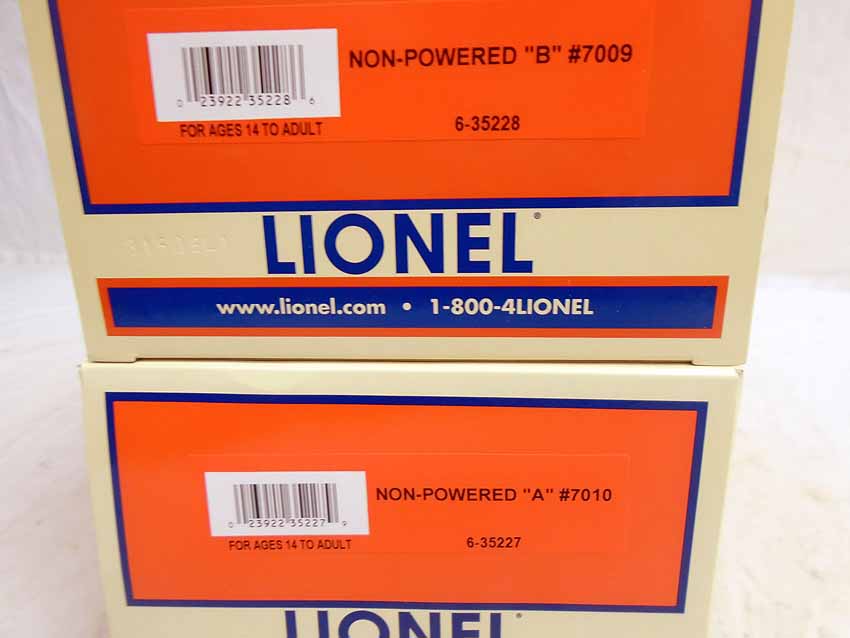 NON-POWERED "B" #7009
0 23922 35228 6
FOR AGES 14 TO ADULT
6-35228
LIONEL®
www.lionel.com • 1-800-4LIONEL
NON-POWERED "A" #7010
0 23922 35227 9
FOR AGES 14 TO ADULT
6-35227
LIONEL